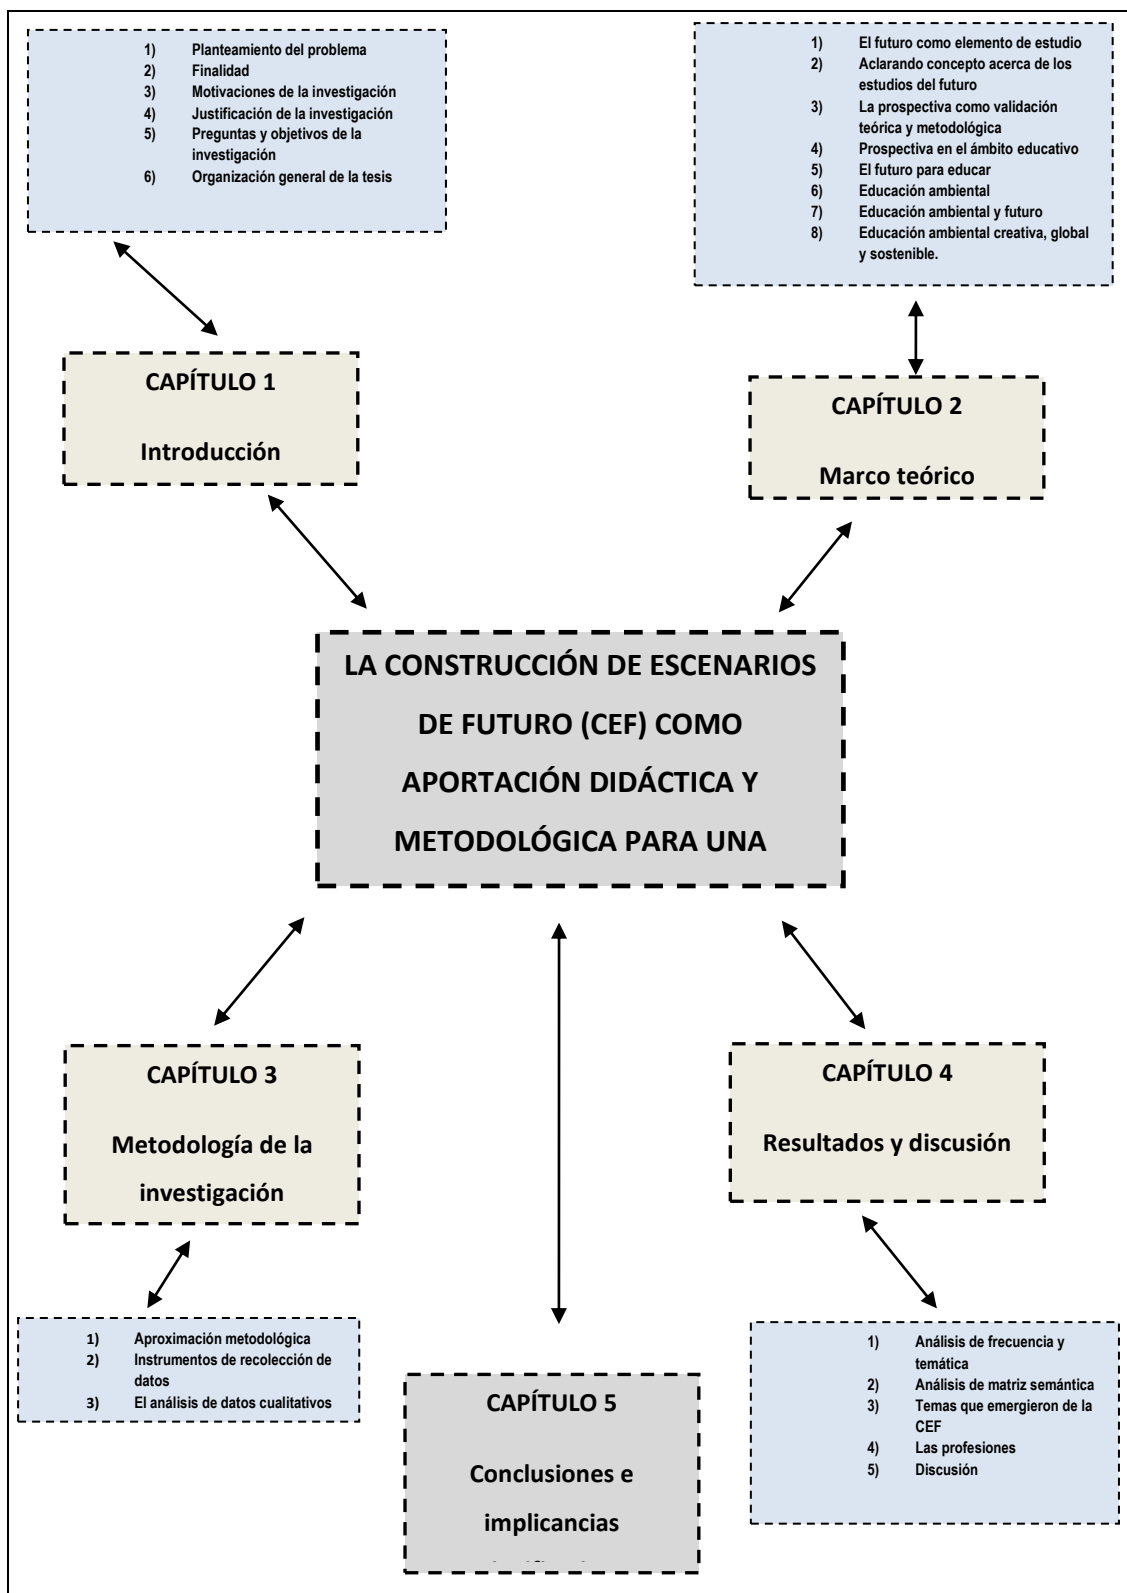 1) Planteamiento del problema
2) Finalidad
3) Motivaciones de la investigación
4) Justificación de la investigación
5) Preguntas y objetivos de la
investigación
6) Organización general de la tesis
1) El futuro como elemento de estudio
2) Aclarando concepto acerca de los
estudios del futuro
3) La prospectiva como validación
teórica y metodológica
4) Prospectiva en el ámbito educativo
5) El futuro para educar
6) Educación ambiental
7) Educación ambiental y futuro
8) Educación ambiental creativa, global
y sostenible.
CAPÍTULO 1
Introducción
CAPÍTULO 2
Marco teórico
LA CONSTRUCCIÓN DE ESCENARIOS
DE FUTURO (CEF) COMO
APORTACIÓN DIDÁCTICA Y
METODOLÓGICA PARA UNA
CAPÍTULO 3
Metodología de la
investigación
CAPÍTULO 4
Resultados y discusión
1) Aproximación metodológica
2) Instrumentos de recolección de
datos
3) El análisis de datos cualitativos
CAPÍTULO 5
Conclusiones e
implicancias
1) Análisis de frecuencia y
temática
2) Análisis de matriz semántica
3) Temas que emergieron de la
CEF
4) Las profesiones
5) Discusión